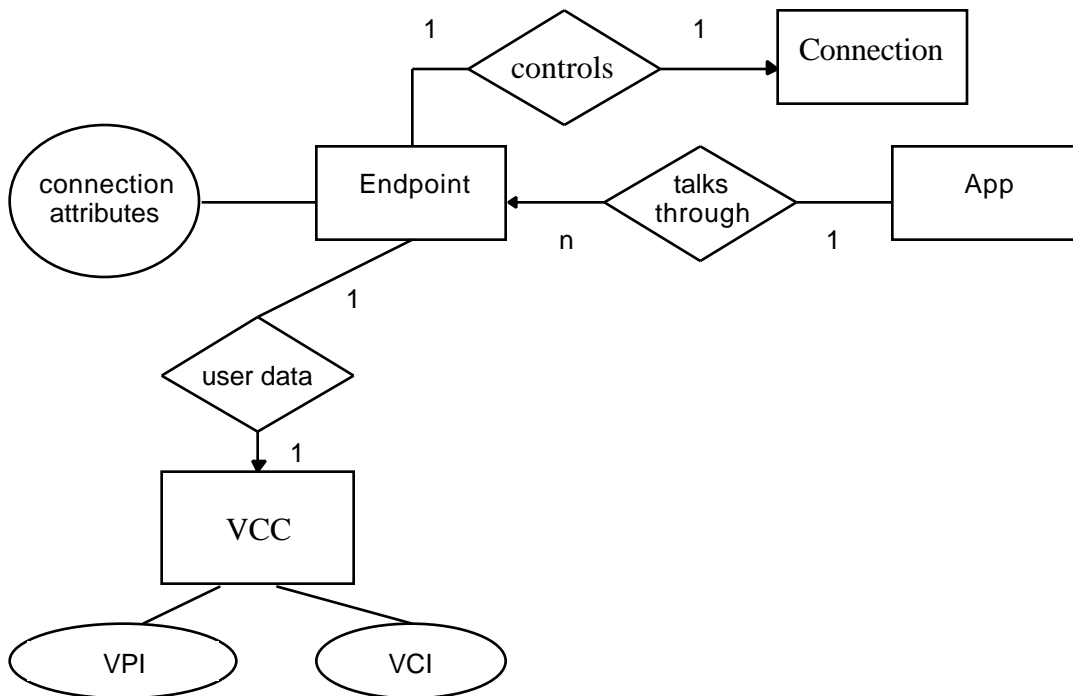 1
controls
1
Connection
connection
attributes
Endpoint
n
talks
through
1
App
1
user data
1
VCC
VPI
VCI